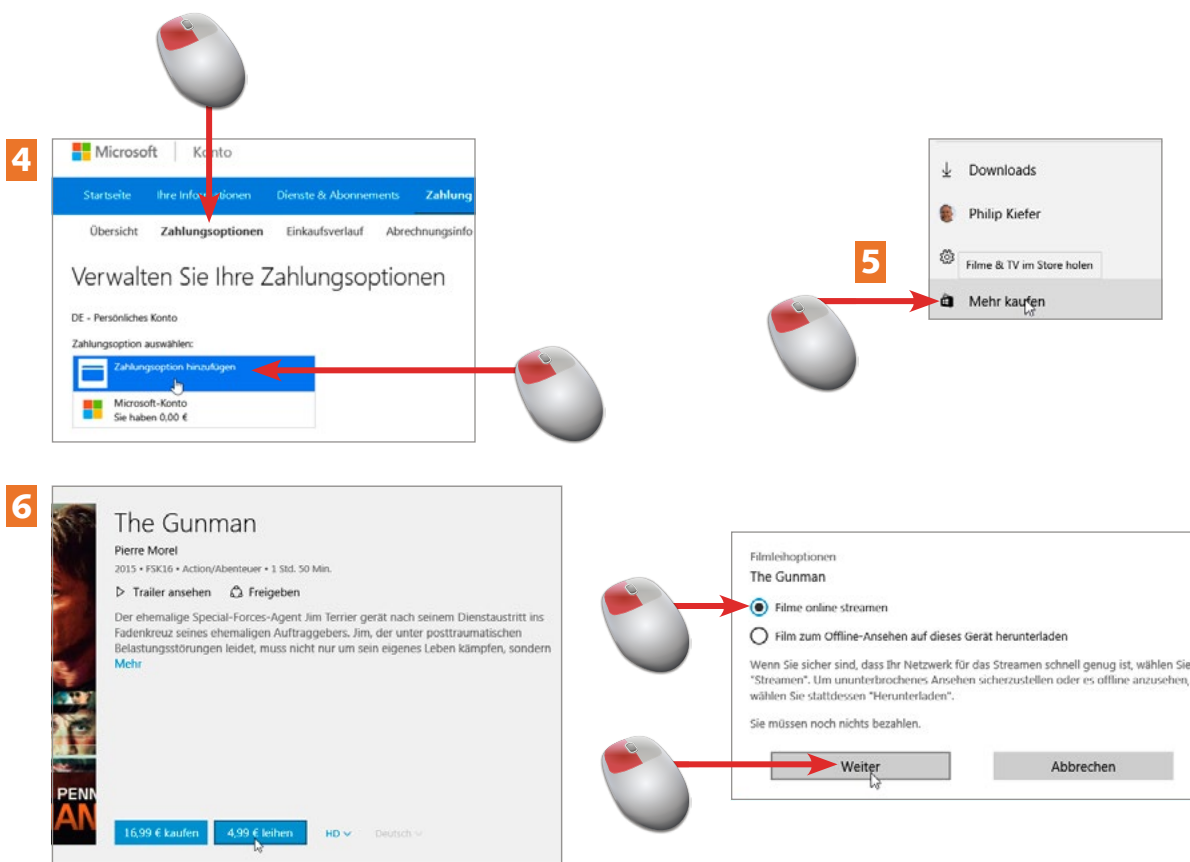 4
Microsoft | Konto
Startseite Ihre Informationen Dienste & Abonnements Zahlung
Übersicht Zahlungsoptionen Einkaufsverlauf Abrechnungsinfo
Verwalten Sie Ihre Zahlungsoptionen
DE - Persönliches Konto
Zahlungsoption auswählen:
Zahlungsoption hinzufügen
Microsoft-Konto
Sie haben 0,00 €
5
Downloads
Philip Kiefer
Filme & TV im Store holen
Mehr kaufen
6
The Gunman
Pierre Morel
2015 • FSK16 • Action/Abenteuer • 1 Std. 50 Min.
Trailer ansehen Freigeben
Der ehemalige Special-Forces-Agent Jim Terrier gerät nach seinem Dienstaustritt ins
Fadenkreuz seines ehemaligen Auftraggebers. Jim, der unter posttraumatischen
Belastungsstörungen leidet, muss nicht nur um sein eigenes Leben kämpfen, sondern
Mehr
PENN
AN
16,99 € kaufen 4,99 € leihen HD Deutsch
Filmleihoptionen
The Gunman
Filme online streamen
Film zum Offline-Ansehen auf dieses Gerät herunterladen
Wenn Sie sicher sind, dass Ihr Netzwerk für das Streamen schnell genug ist, wählen Sie
"Streamen". Um ununterbrochenes Ansehen sicherzustellen oder es offline anzusehen,
wählen Sie stattdessen "Herunterladen".
Sie müssen noch nichts bezahlen.
Weiter Abbrechen